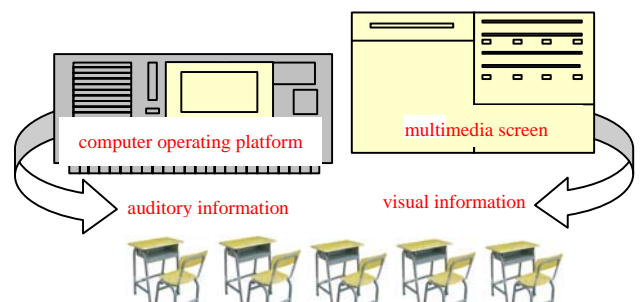 computer operating platform
multimedia screen
auditory information
visual information